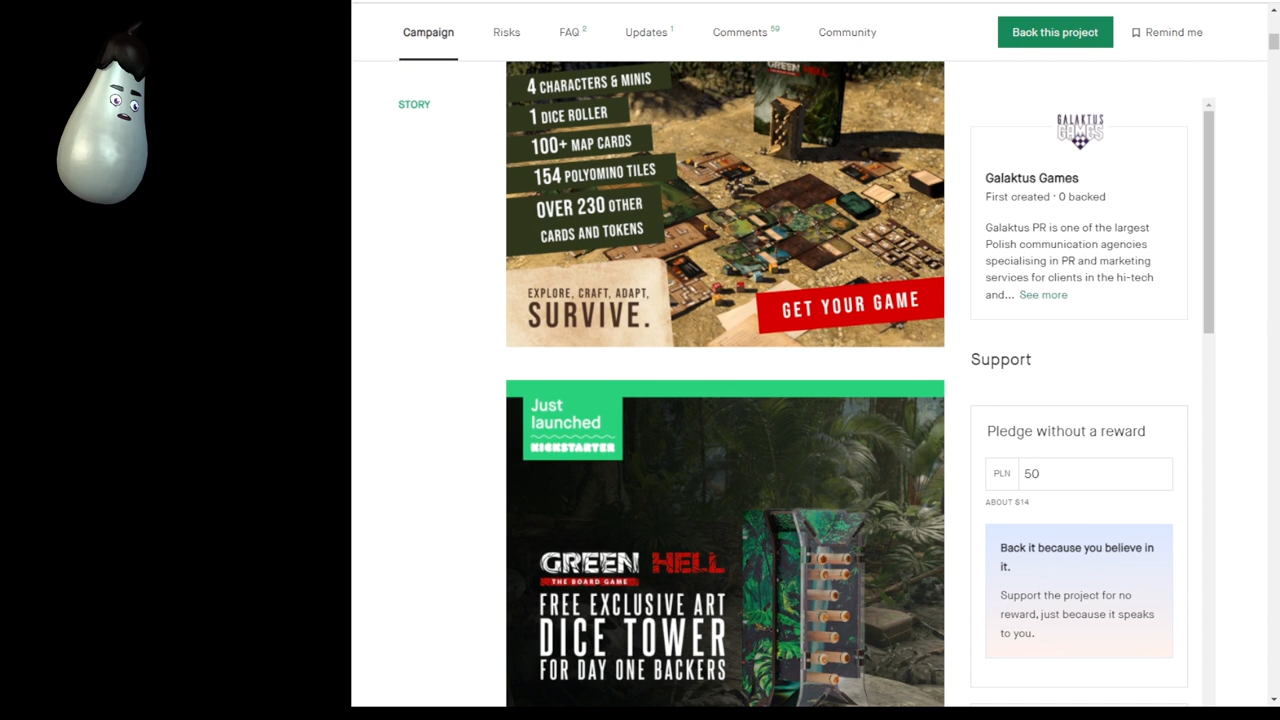 Campaign
Risks
FAQ 2
Updates 1
Comments 59
Community
Back this project
Remind me
STORY
GREEN HELL
4 CHARACTERS & MINIS
1 DICE ROLLER
100+ MAP CARDS
154 POLYOMINO TILES
OVER 230 OTHER
CARDS AND TOKENS
EXPLORE, CRAFT, ADAPT,
SURVIVE.
GET YOUR GAME
Just
launched
KICKSTARTER
GREEN HELL
THE BOARD GAME
FREE EXCLUSIVE ART
DICE TOWER
FOR DAY ONE BACKERS
GALAKTUS
GAMES
Galaktus Games
First created · 0 backed
Galaktus PR is one of the largest
Polish communication agencies
specialising in PR and marketing
services for clients in the hi-tech
and... See more
Support
Pledge without a reward
PLN 50
ABOUT $14
Back it because you believe in
it.
Support the project for no
reward, just because it speaks
to you.